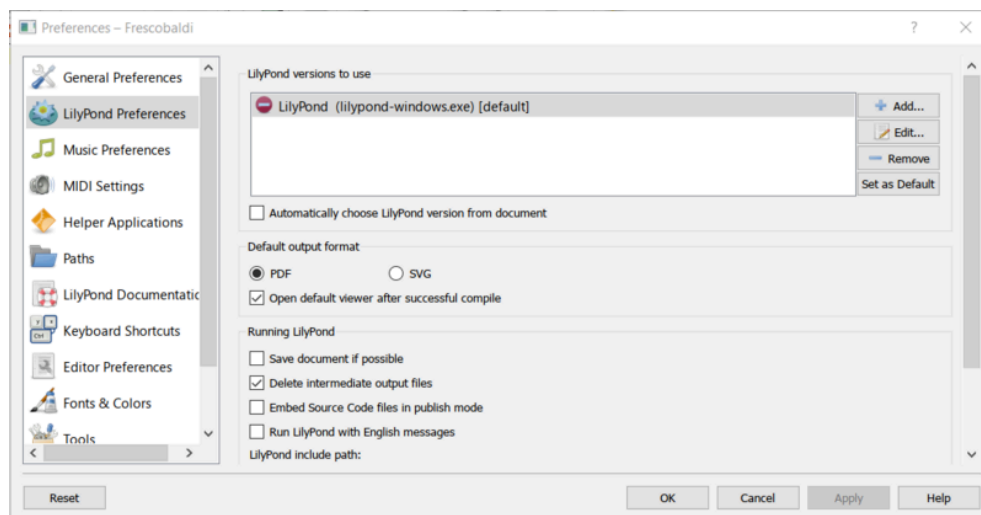 Preferences – Frescobaldi
?
General Preferences
LilyPond Preferences
Music Preferences
MIDI Settings
Helper Applications
Paths
LilyPond Documentatic
Keyboard Shortcuts
Ctrl
Editor Preferences
Fonts & Colors
Tools
LilyPond versions to use
LilyPond (lilypond-windows.exe) [default]
Add...
Edit...
Remove
Set as Default
Automatically choose LilyPond version from document
Default output format
PDF
SVG
Open default viewer after successful compile
Running LilyPond
Save document if possible
Delete intermediate output files
Embed Source Code files in publish mode
Run LilyPond with English messages
LilyPond include path:
Reset
OK
Cancel
Apply
Help